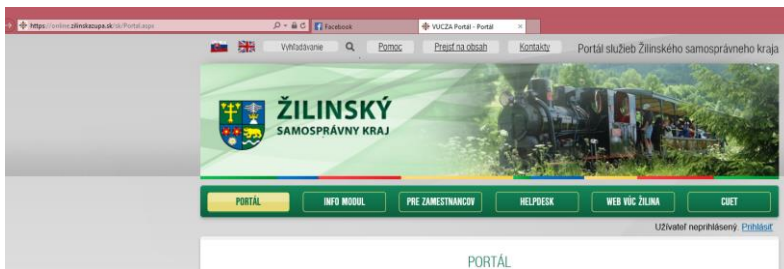 https://online.zilinskazupa.sk/sk/Portal.aspx
Facebook
VUCZA Portál - Portál
Vyhľadávanie
Pomoc
Prejsť na obsah
Kontakty
Portál služieb Žilinského samosprávneho kraja
ŽILINSKÝ
SAMOSPRÁVNY KRAJ
PORTÁL
INFO MODUL
PRE ZAMESTNANCOV
HELPDESK
WEB VÚC ŽILINA
CUET
Užívateľ neprihlásený. Prihlásiť
PORTÁL